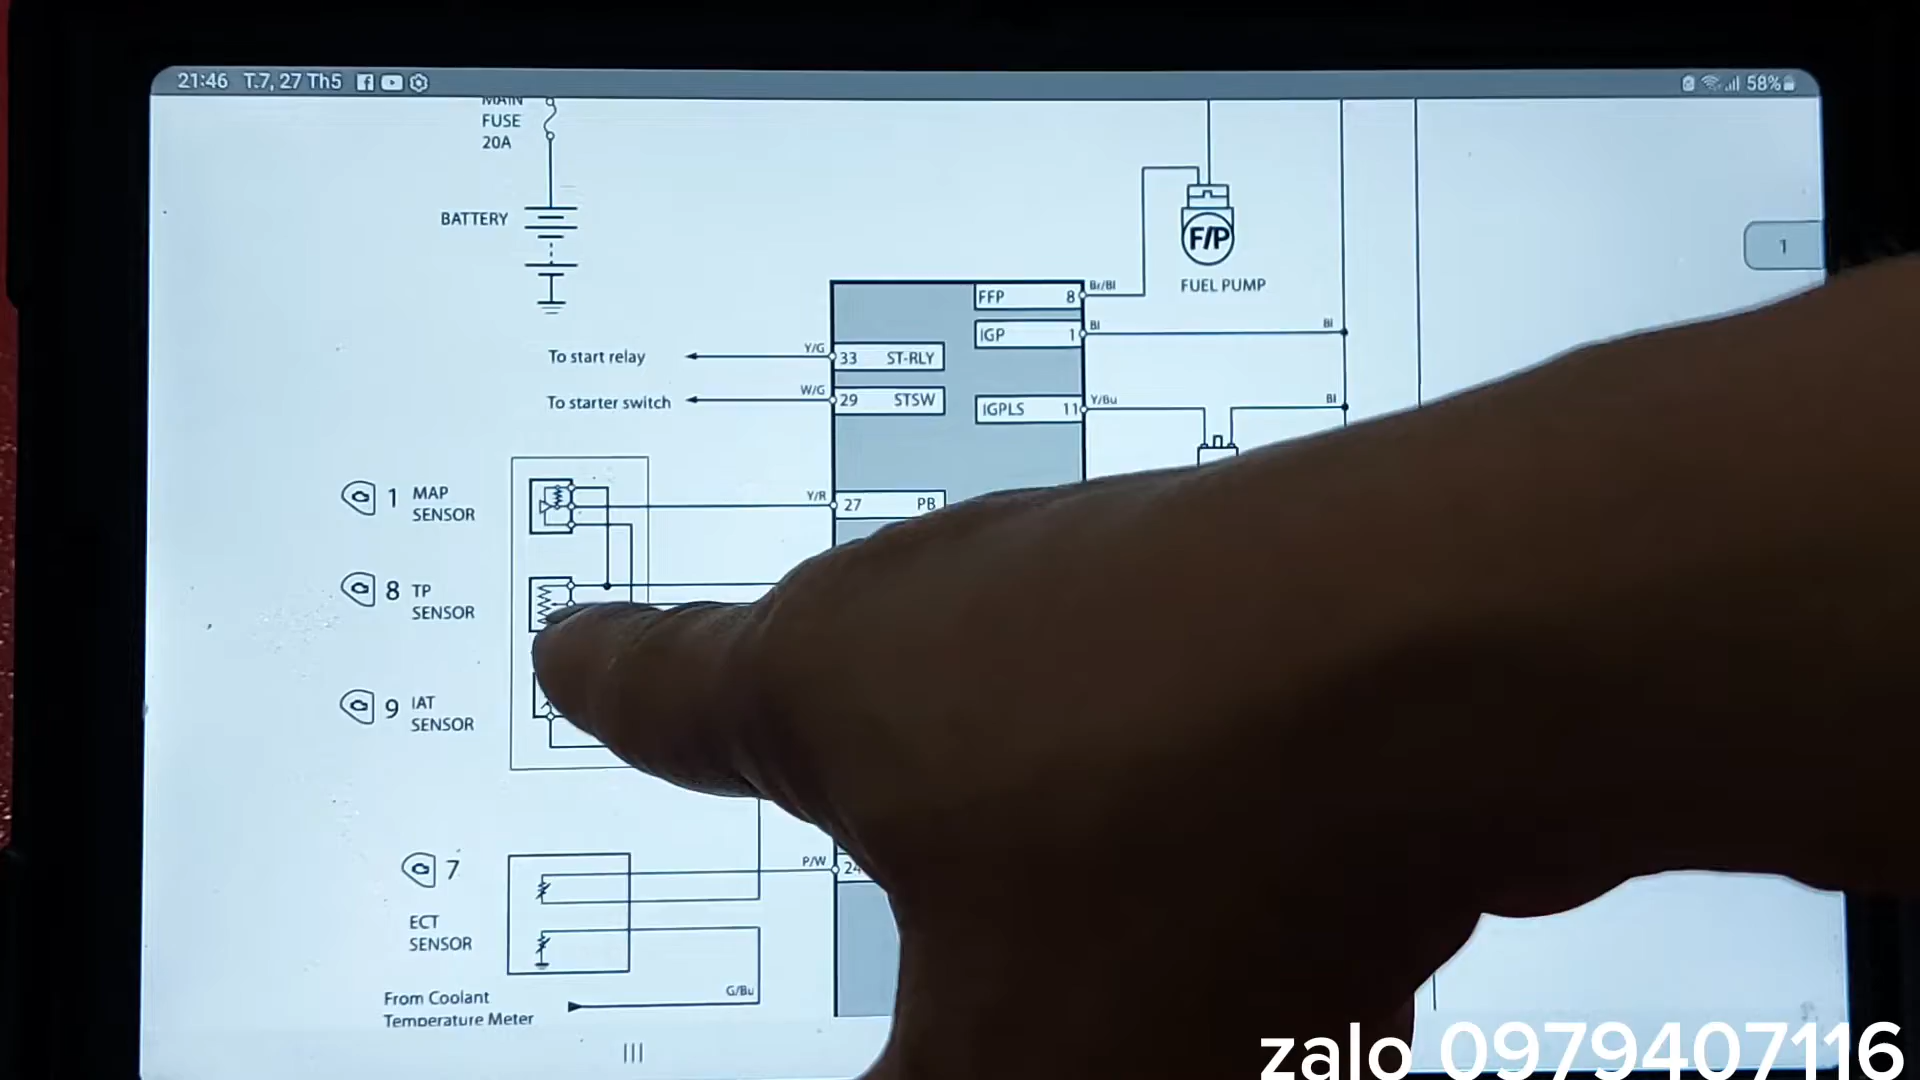 21:46 T.7, 27 Th5
58%
MAIN
FUSE
20A
BATTERY
F/P
FUEL PUMP
1
FFP 8 Br/Bl
IGP 1 Bl
Bl
To start relay
Y/G
33 ST-RLY
To starter switch
W/G
29 STSW
IGPLS 11 Y/Bu
Bl
1 MAP
SENSOR
Y/R
27 PB
8 TP
SENSOR
9 IAT
SENSOR
7
ECT
SENSOR
P/W
24
From Coolant
Temperature Meter
G/Bu
zalo 0979407116